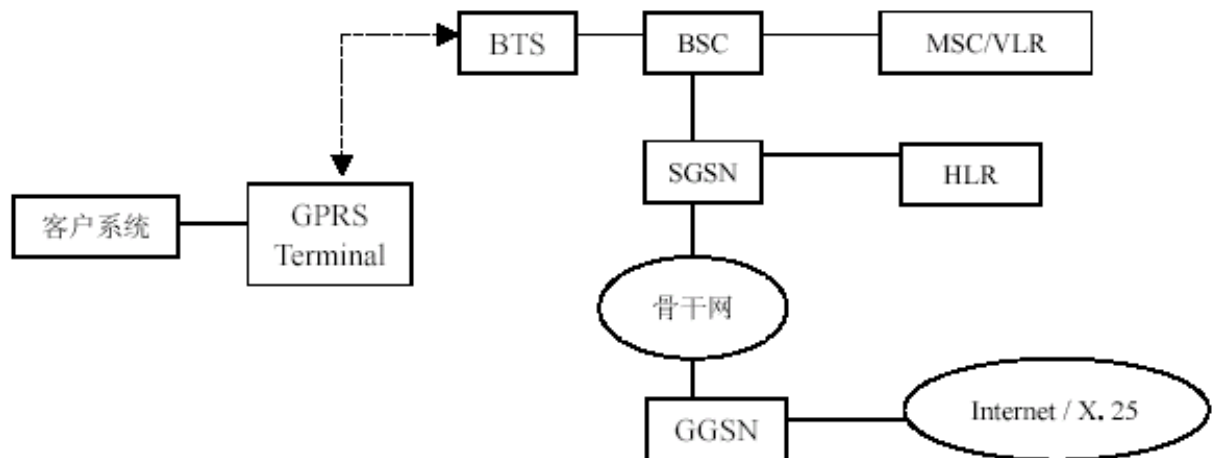 BTS
BSC
MSC/VLR
SGSN
HLR
客户系统
GPRS
Terminal
骨干网
GGSN
Internet / X. 25